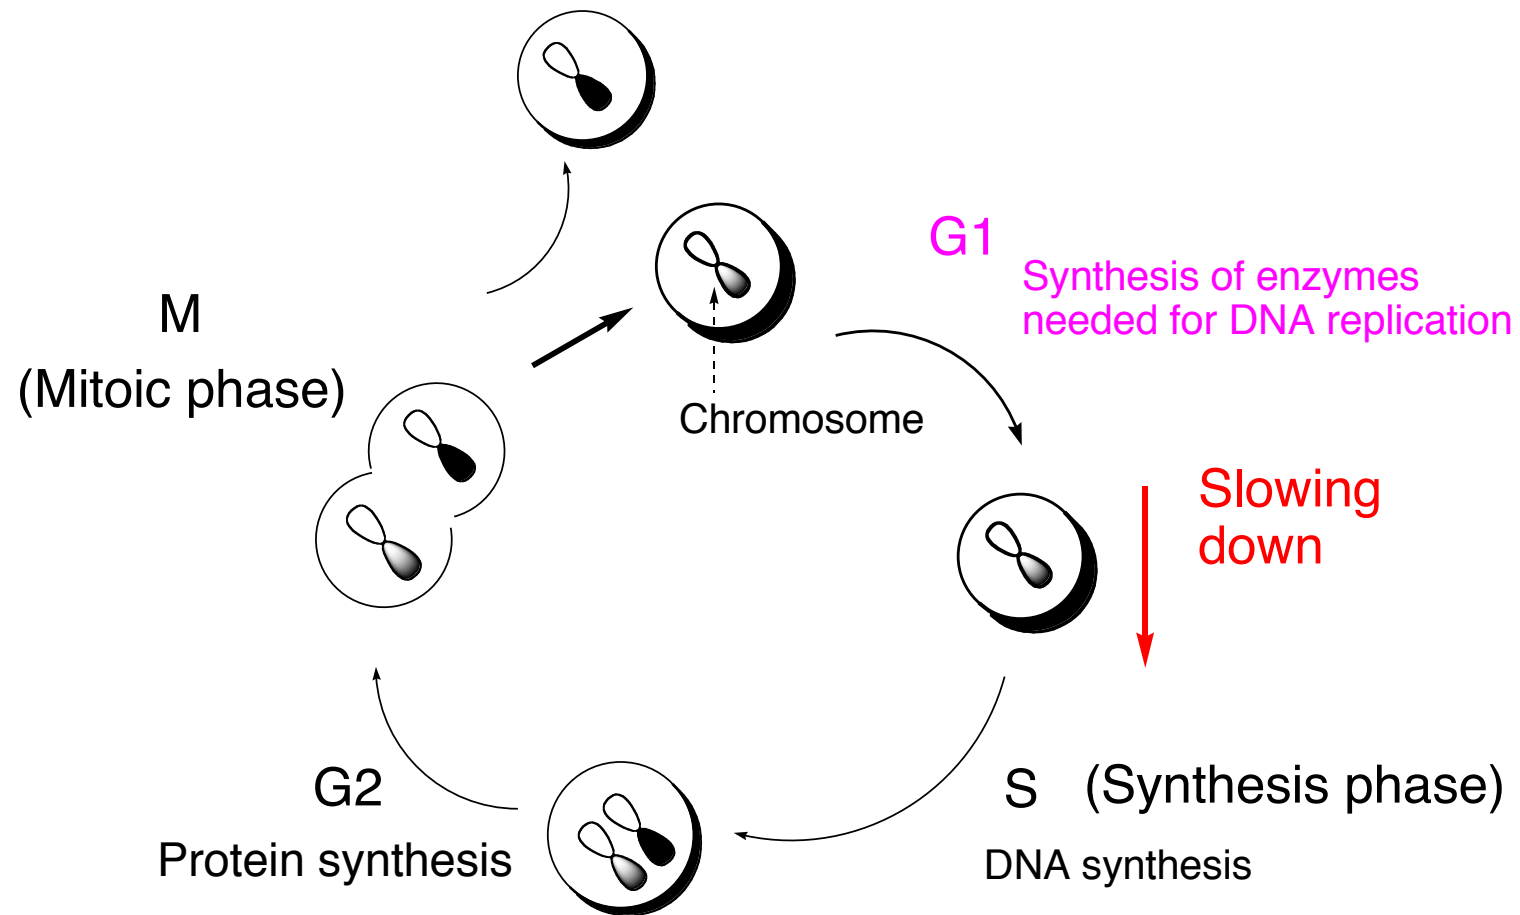 G1
Synthesis of enzymes
needed for DNA replication
M
(Mitoic phase)
Chromosome
Slowing
down
G2
Protein synthesis
S (Synthesis phase)
DNA synthesis